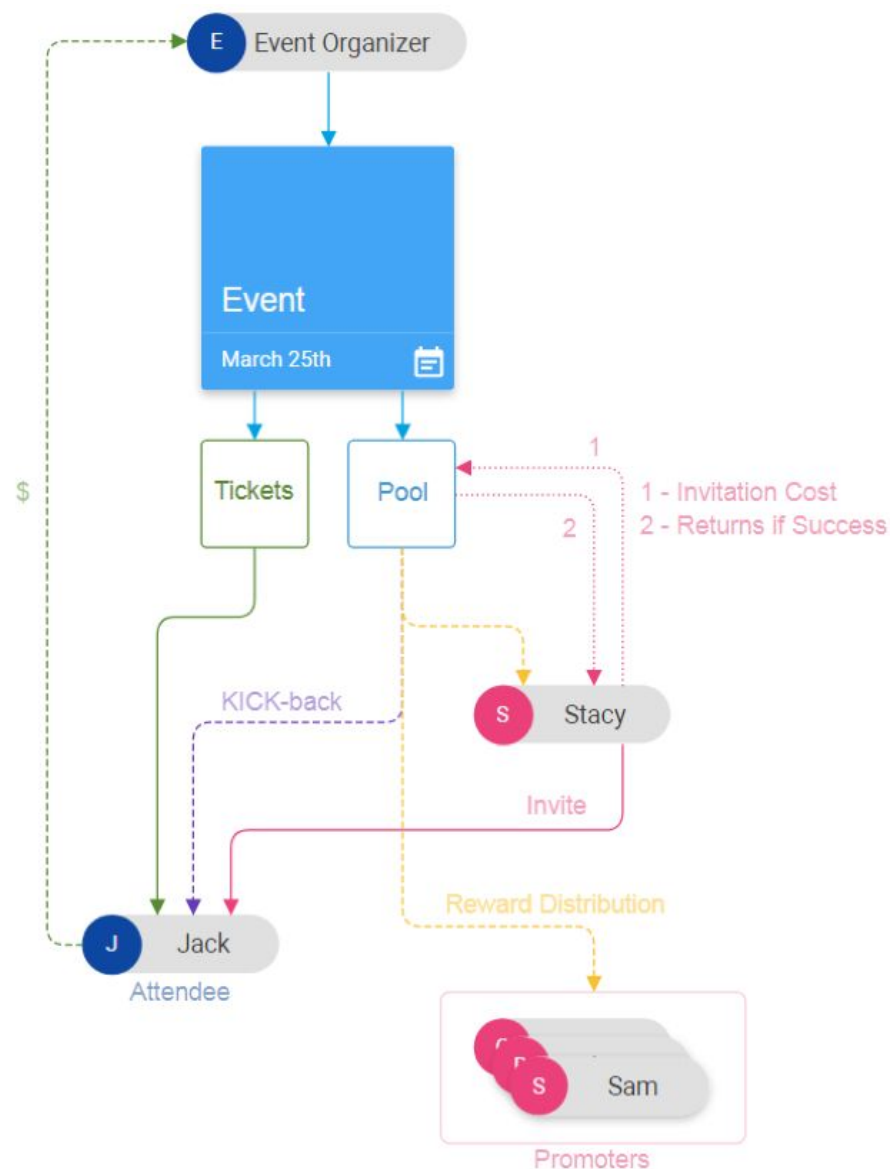 E Event Organizer
Event
March 25th
Tickets
Pool
1
1 - Invitation Cost
2 - Returns if Success
2
$
KICK-back
S Stacy
Invite
Reward Distribution
J Jack
Attendee
S Sam
Promoters